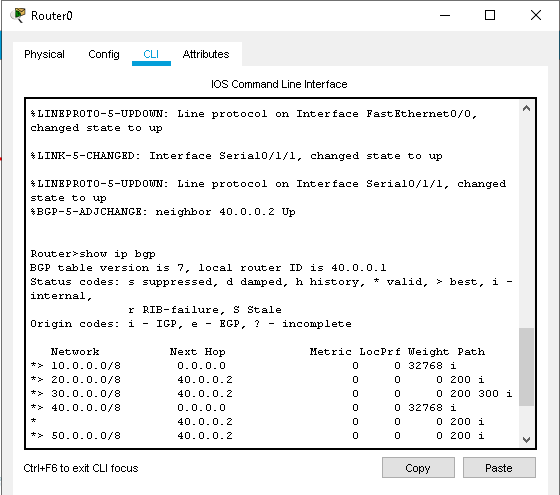 Router0
Physical Config CLI Attributes
IOS Command Line Interface
%LINEPROTO-5-UPDOWN: Line protocol on Interface FastEthernet0/0,
changed state to up
%LINK-5-CHANGED: Interface Serial0/1/1, changed state to up
%LINEPROTO-5-UPDOWN: Line protocol on Interface Serial0/1/1, changed
state to up
%BGP-5-ADJCHANGE: neighbor 40.0.0.2 Up
Router>show ip bgp
BGP table version is 7, local router ID is 40.0.0.1
Status codes: s suppressed, d damped, h history, * valid, > best, i -
internal,
r RIB-failure, S Stale
Origin codes: i - IGP, e - EGP, ? - incomplete
Network Next Hop Metric LocPrf Weight Path
*> 10.0.0.0/8 0.0.0.0 0 0 32768 i
*> 20.0.0.0/8 40.0.0.2 0 0 0 200 i
*> 30.0.0.0/8 40.0.0.2 0 0 0 200 300 i
*> 40.0.0.0/8 0.0.0.0 0 0 32768 i
* 40.0.0.2 0 0 0 200 i
*> 50.0.0.0/8 40.0.0.2 0 0 0 200 i
Ctrl+F6 to exit CLI focus
Copy Paste